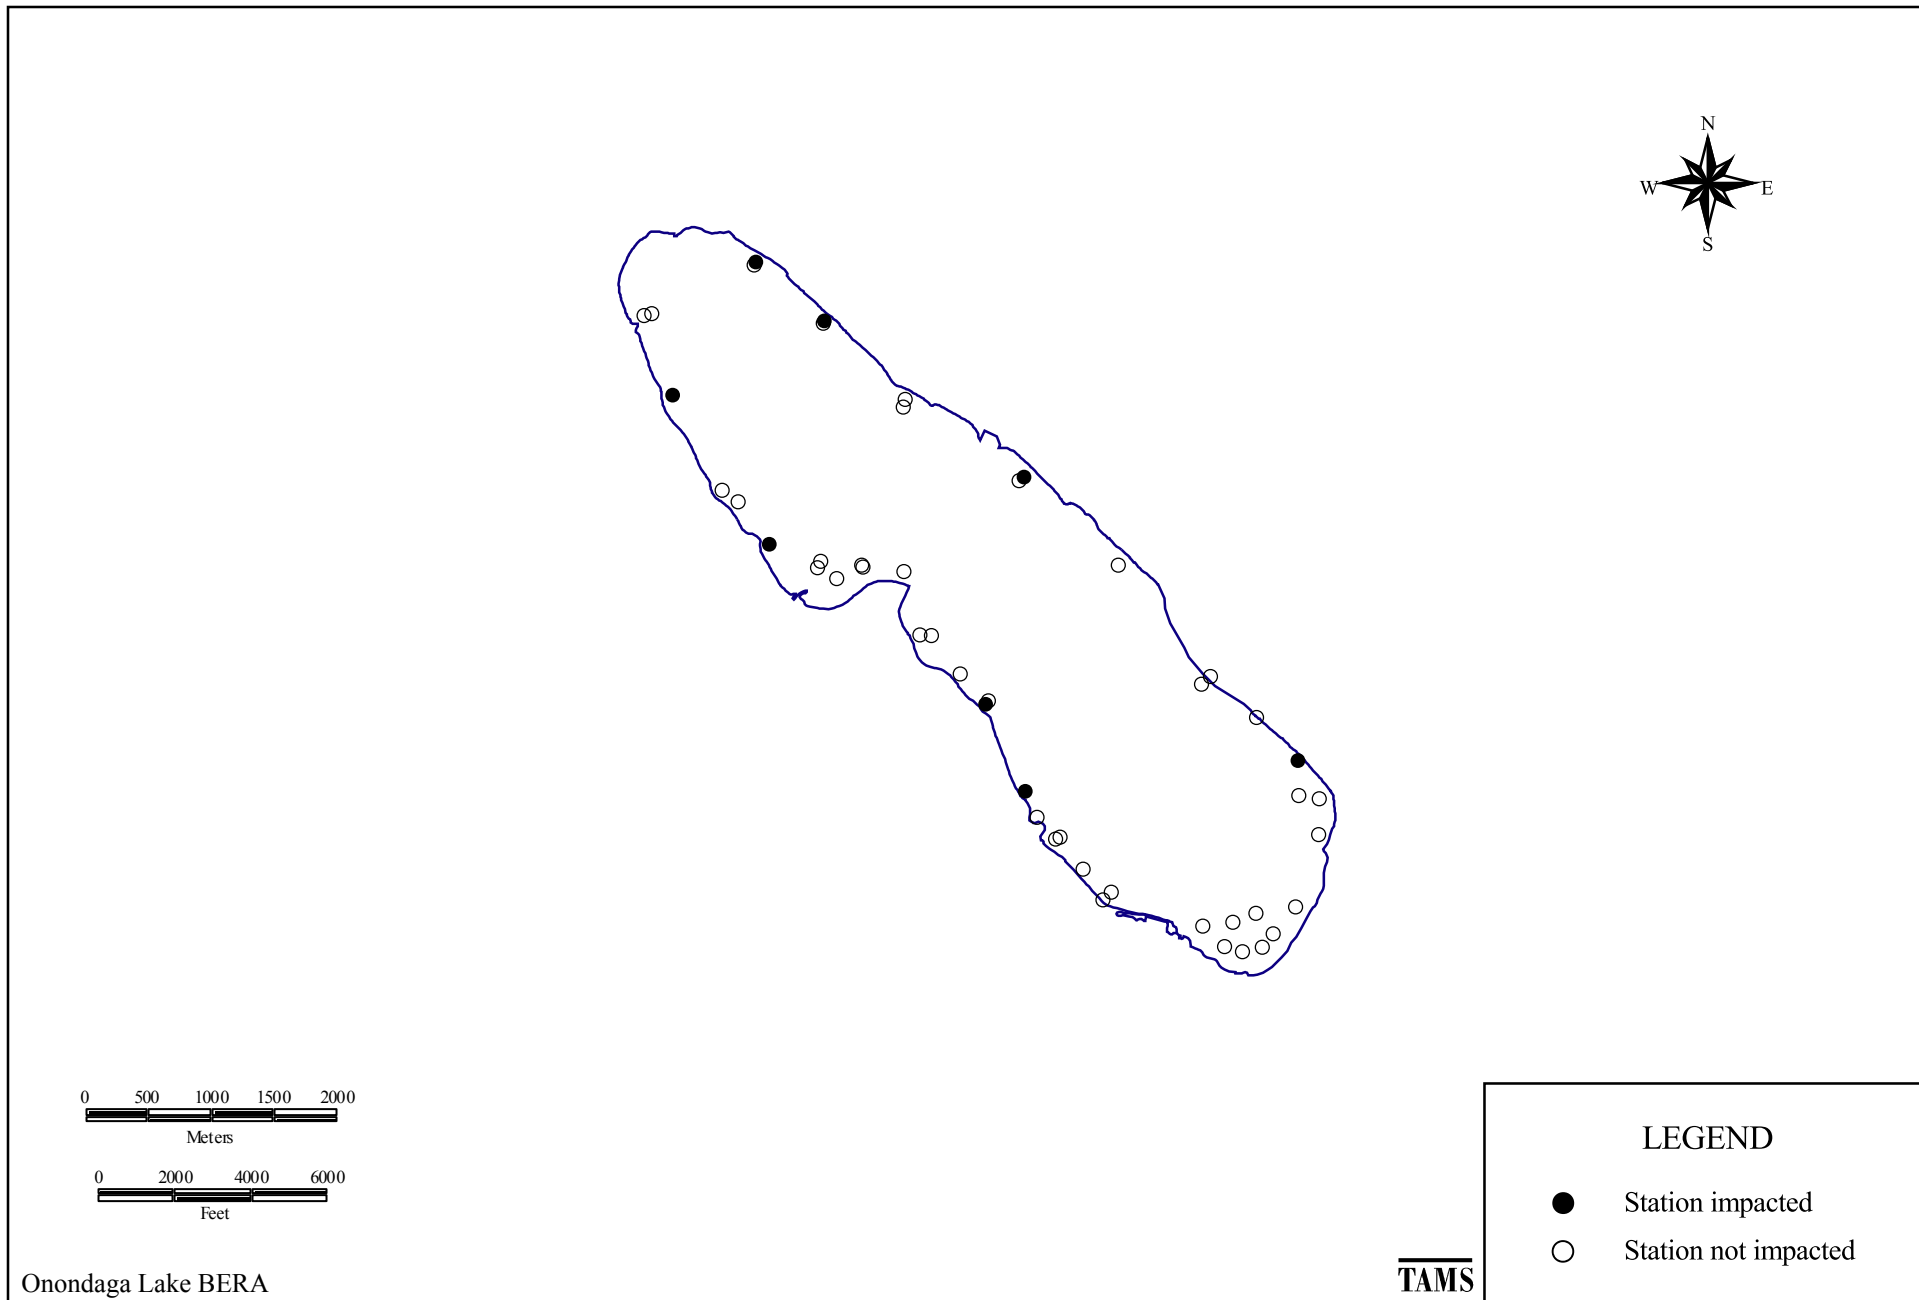 N
W E
S
0 500 1000 1500 2000
Meters
0 2000 4000 6000
Feet
LEGEND
Station impacted
Station not impacted
TAMS
Onondaga Lake BERA